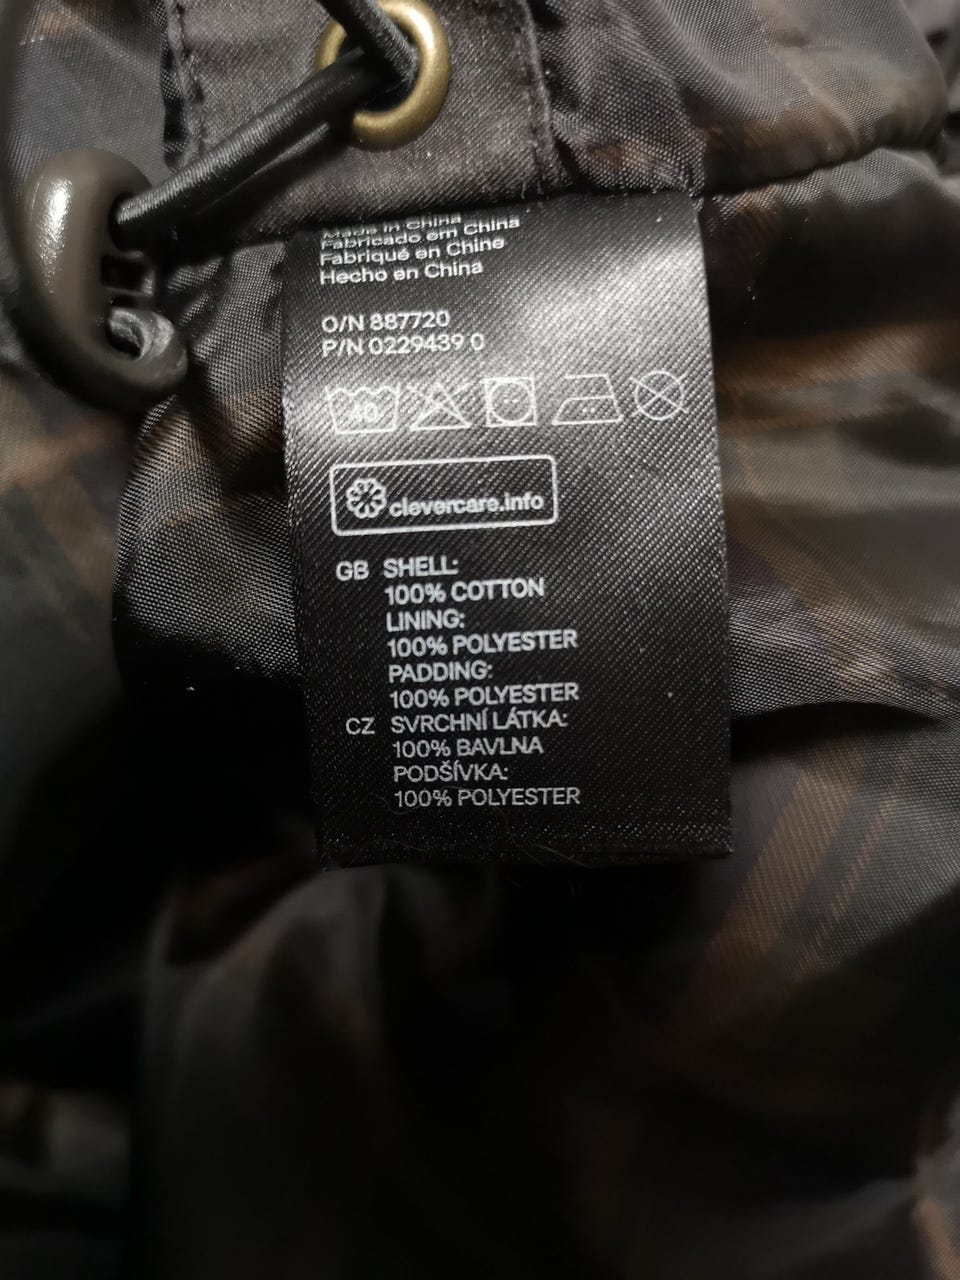 Made in China
Fabricado em China
Fabriqué en Chine
Hecho en China
O/N 887720
P/N 0229439 0
40
clevercare.info
GB SHELL:
100% COTTON
LINING:
100% POLYESTER
PADDING:
100% POLYESTER
CZ SVRCHNÍ LÁTKA:
100% BAVLNA
PODŠÍVKA:
100% POLYESTER